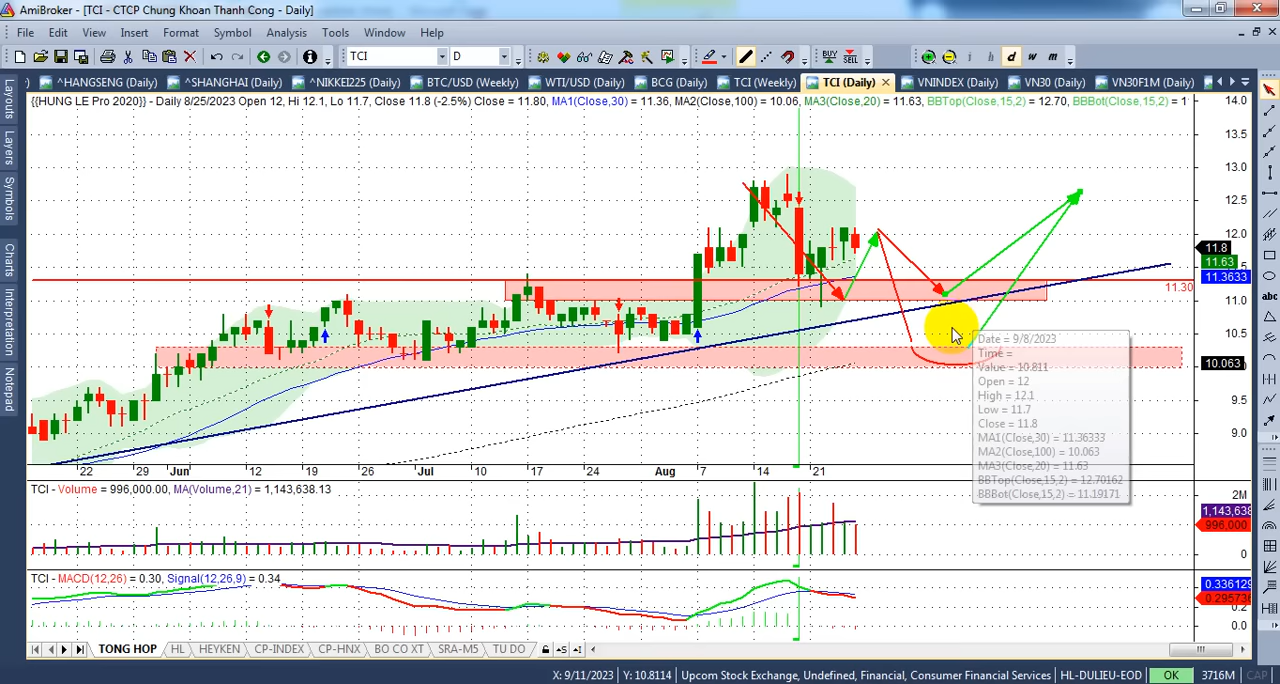 AmiBroker - [TCI - CTCP Chung Khoan Thanh Cong - Daily]
File Edit View Insert Format Symbol Analysis Tools Window Help
TCI D BUY SELL i h d w m
^HANGSENG (Daily) ^SHANGHAI (Daily) ^NIKKEI225 (Daily) BTC/USD (Weekly) WTI/USD (Daily) BCG (Daily) TCI (Weekly) TCI (Daily) VNINDEX (Daily) VN30 (Daily) VN30F1M (Daily)
{{HUNG LE Pro 2020}} - Daily 8/25/2023 Open 12, Hi 12.1, Lo 11.7, Close 11.8 (-2.5%) Close = 11.80, MA1(Close,30) = 11.36, MA2(Close,100) = 10.06, MA3(Close,20) = 11.63, BBTop(Close,15,2) = 12.70, BBBot(Close,15,2) = 1
Layouts
Layers
Symbols
Charts
Interpretation
Notepad
abc
14.0
13.5
13.0
12.5
12.0
11.8
11.63
11.3633
11.30
11.0
10.5
10.063
9.5
9.0
Date = 9/8/2023
Time =
Value = 10.811
Open = 12
High = 12.1
Low = 11.7
Close = 11.8
MA1(Close,30) = 11.36333
MA2(Close,100) = 10.063
MA3(Close,20) = 11.63
BBTop(Close,15,2) = 12.70162
BBBot(Close,15,2) = 11.19171
22 29 Jun 12 19 26 Jul 10 17 24 Aug 7 14 21
TCI - Volume = 996,000.00, MA(Volume,21) = 1,143,638.13
2M
1,143,638
996,000
0
TCI - MACD(12,26) = 0.30, Signal(12,26,9) = 0.34
0.336129
0.295736
0.2
0.0
TONG HOP HL HEYKEN CP-INDEX CP-HNX BO CO XT SRA-M5 TU DO
X: 9/11/2023 Y: 10.8114 Upcom Stock Exchange, Undefined, Financial, Consumer Financial Services HL-DULIEU-EOD OK 3716M CAP